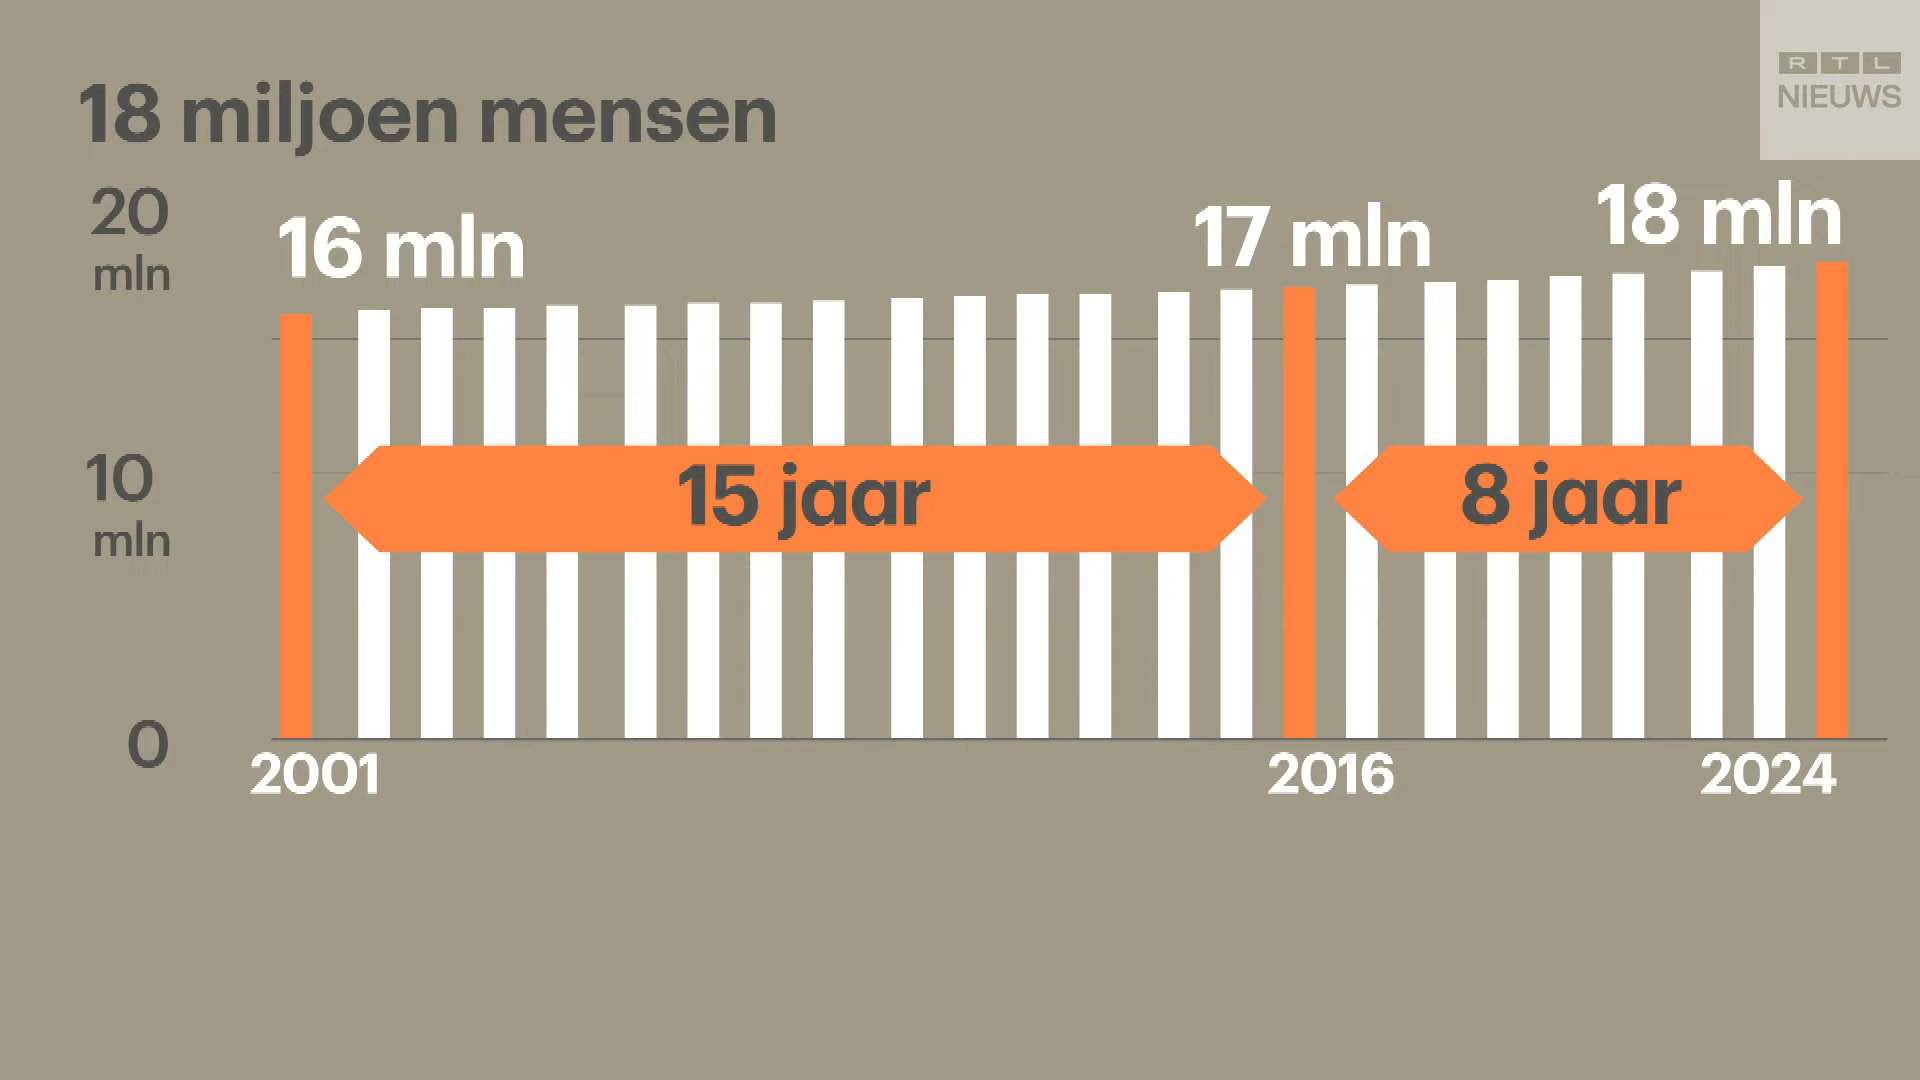 18 miljoen mensen
RTL
NIEUWS
20
mln
16 mln
17 mln
18 mln
10
mln
15 jaar
8 jaar
0
2001
2016
2024